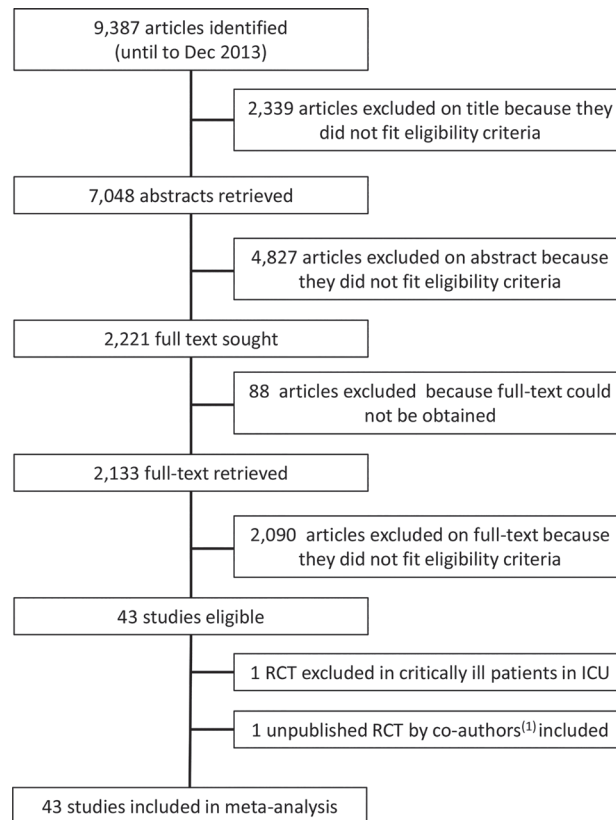 9,387 articles identified
(until to Dec 2013)
2,339 articles excluded on title because they
did not fit eligibility criteria
7,048 abstracts retrieved
4,827 articles excluded on abstract because
they did not fit eligibility criteria
2,221 full text sought
88 articles excluded because full-text could
not be obtained
2,133 full-text retrieved
2,090 articles excluded on full-text because
they did not fit eligibility criteria
43 studies eligible
1 RCT excluded in critically ill patients in ICU
1 unpublished RCT by co-authors(1) included
43 studies included in meta-analysis